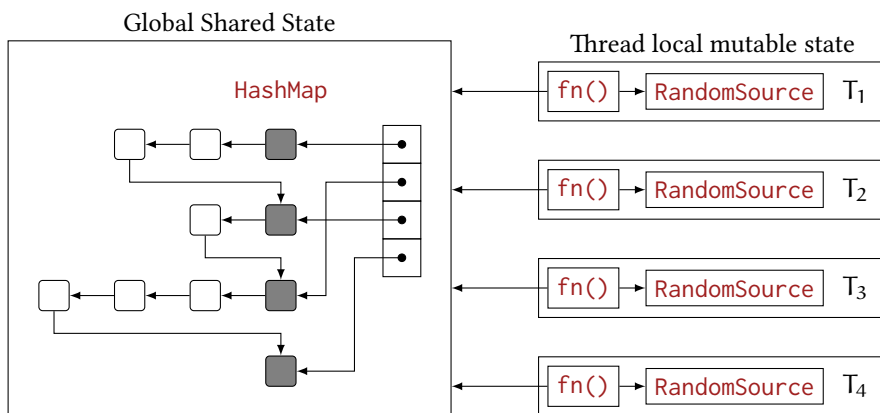 Global Shared State
HashMap
Thread local mutable state
fn() RandomSource T₁
fn() RandomSource T₂
fn() RandomSource T₃
fn() RandomSource T₄